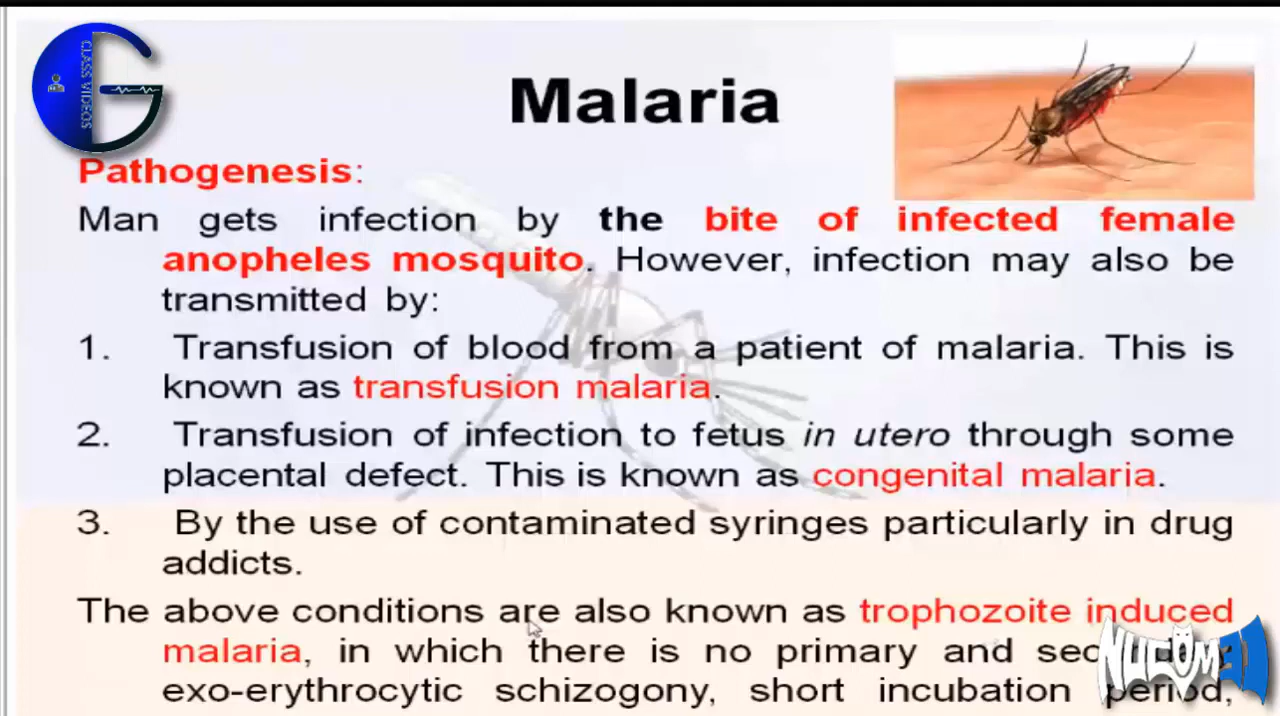 CLASS VIIDEOS
Malaria
Pathogenesis:
Man gets infection by the bite of infected female
anopheles mosquito. However, infection may also be
transmitted by:
1. Transfusion of blood from a patient of malaria. This is
known as transfusion malaria.
2. Transfusion of infection to fetus in utero through some
placental defect. This is known as congenital malaria.
3. By the use of contaminated syringes particularly in drug
addicts.
The above conditions are also known as trophozoite induced
malaria, in which there is no primary and
exo-erythrocytic schizogony, short incubation period,
NUCOM